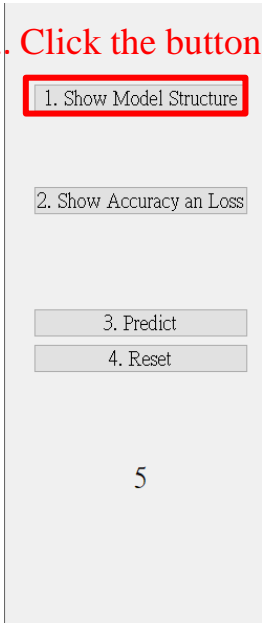 . Click the button
1. Show Model Structure
2. Show Accuracy an Loss
3. Predict
4. Reset
5